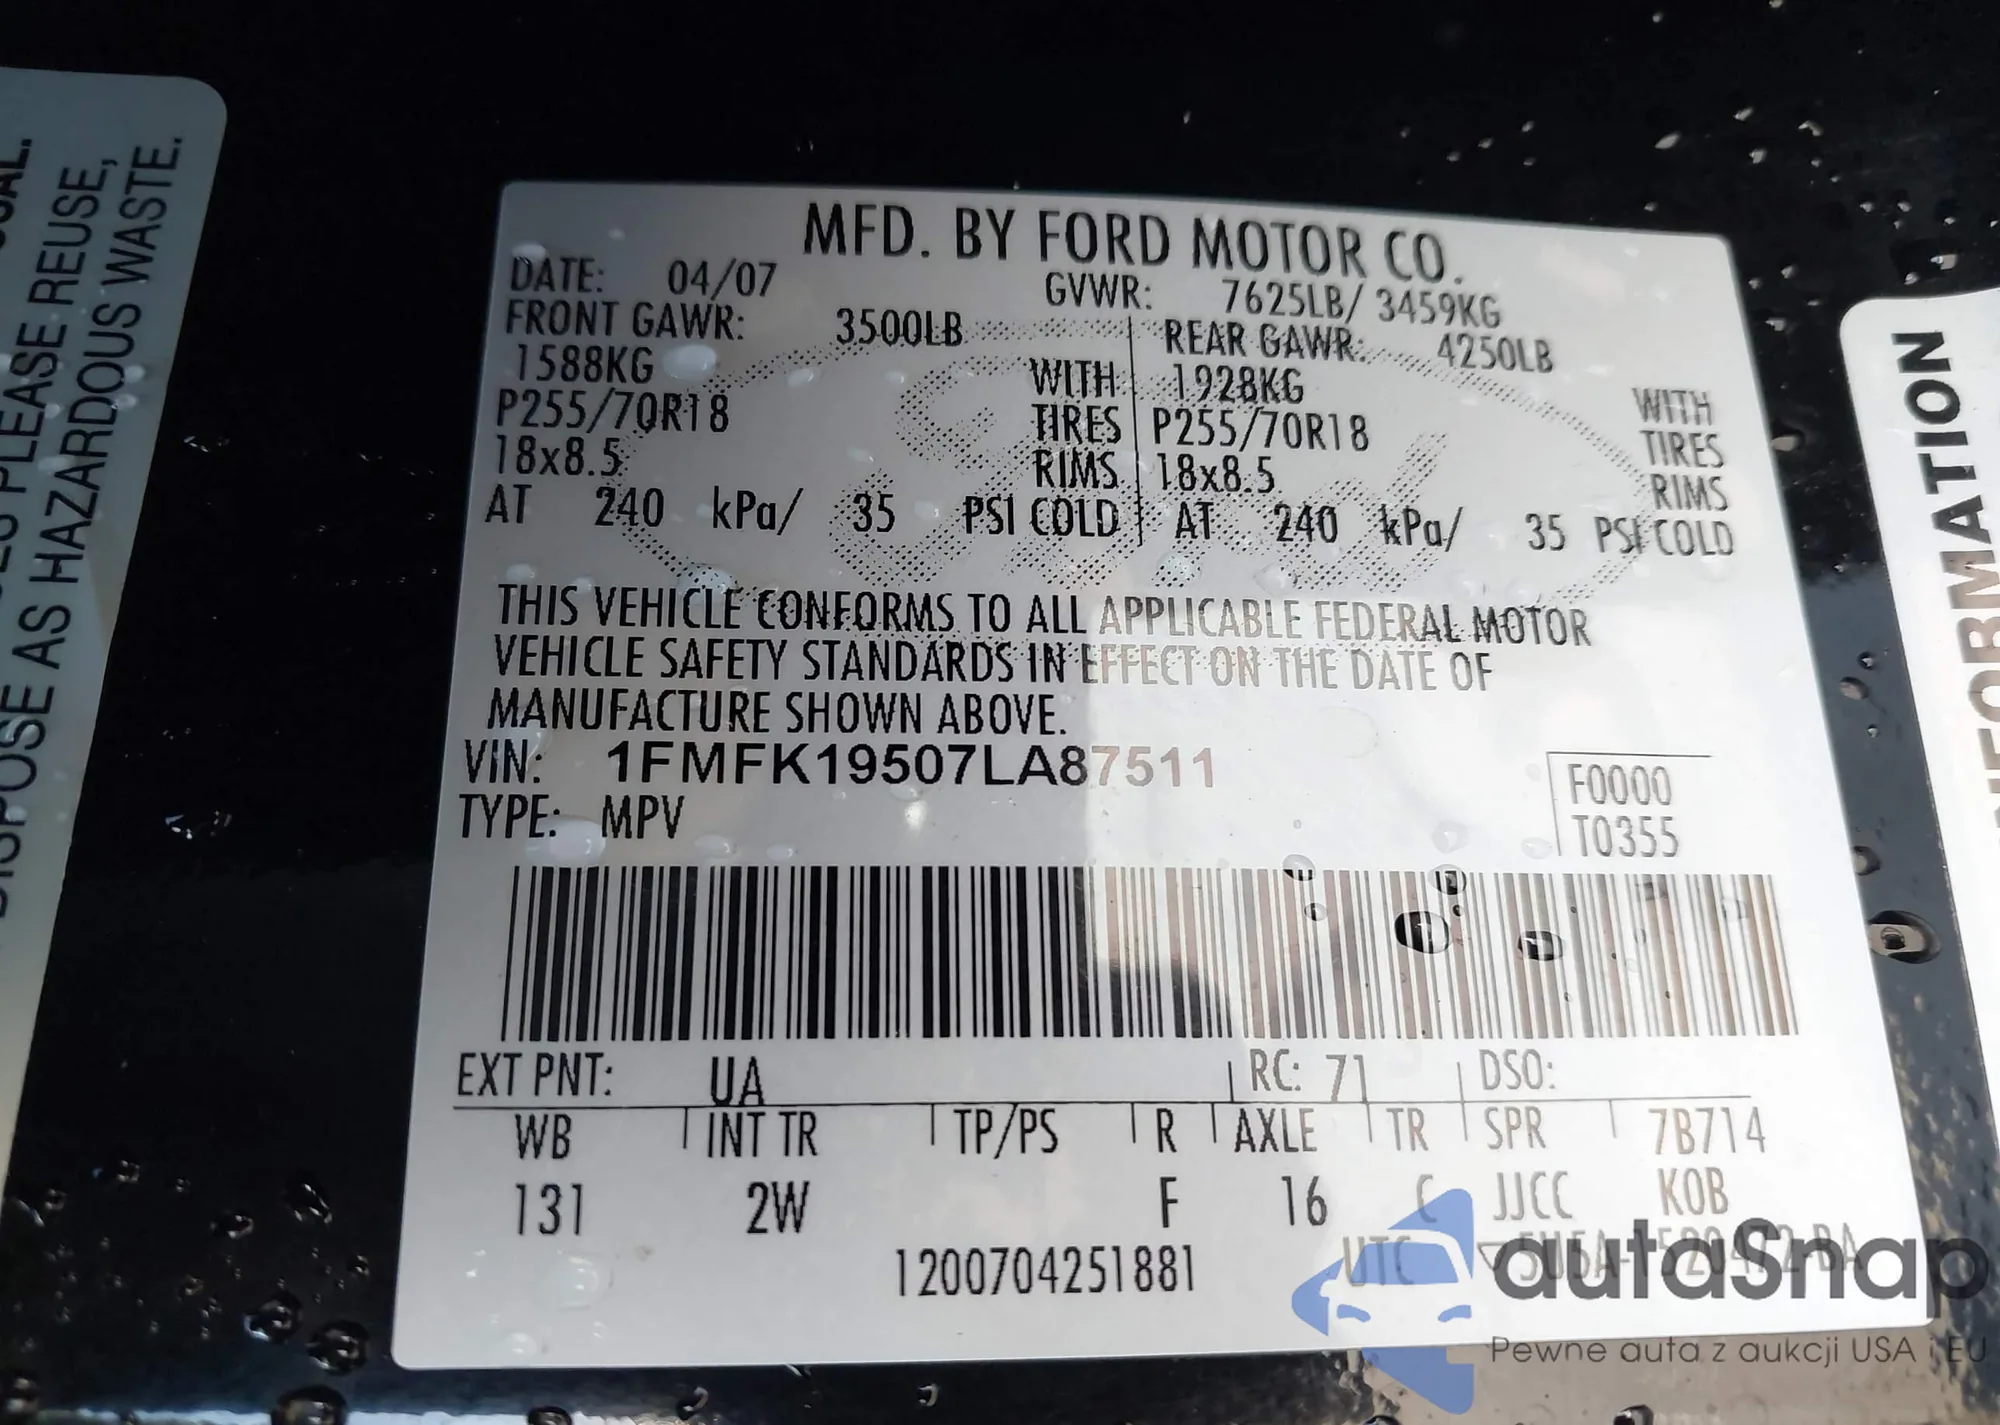 SAL.
DISPOSE AS HAZARDOUS WASTE.
PLEASE REUSE,
MFD. BY FORD MOTOR CO.
DATE: 04/07 GVWR: 7625LB/ 3459KG
FRONT GAWR: 3500LB REAR GAWR: 4250LB
1588KG WITH 1928KG WITH
P255/70R18 TIRES P255/70R18 TIRES
18x8.5 RIMS 18x8.5 RIMS
AT 240 kPa/ 35 PSI COLD AT 240 kPa/ 35 PSI COLD
THIS VEHICLE CONFORMS TO ALL APPLICABLE FEDERAL MOTOR
VEHICLE SAFETY STANDARDS IN EFFECT ON THE DATE OF
MANUFACTURE SHOWN ABOVE.
VIN: 1FMFK19507LA87511
TYPE: MPV
F0000
T0355
EXT PNT: UA RC: 71 DSO:
WB INT TR TP/PS R AXLE TR SPR 7B714
131 2W F 16 C JJCC KOB
1200704251881 UTC
INFORMATION
autaSnap
Pewne auta z aukcji USA i EU